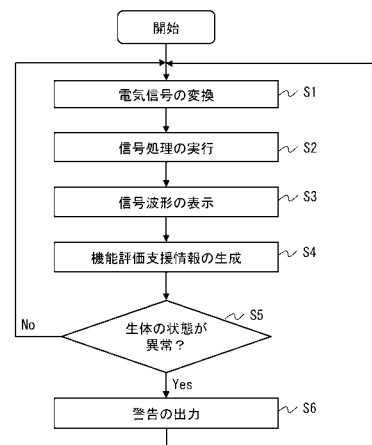 開始
電気信号の変換 S1
信号処理の実行 S2
信号波形の表示 S3
機能評価支援情報の生成 S4
生体の状態が
異常？ S5
No
Yes
警告の出力 S6